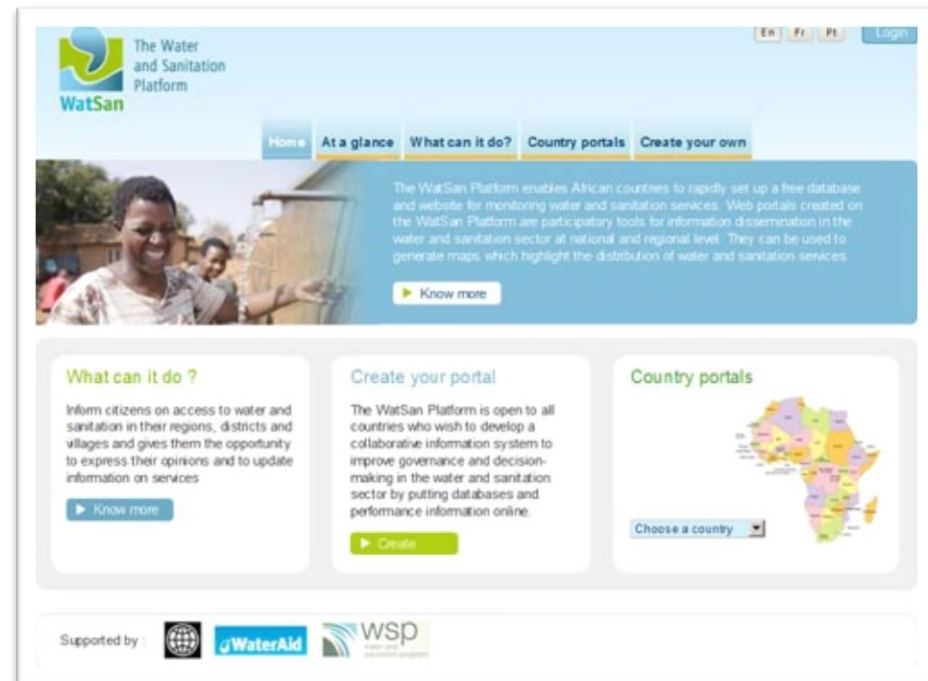 The Water
and Sanitation
Platform
WatSan
En Fr Pt Login
Home At a glance What can it do? Country portals Create your own
The WatSan Platform enables African countries to rapidly set up a free database
and website for monitoring water and sanitation services. Web portals created on
the WatSan Platform are participatory tools for information dissemination in the
water and sanitation sector at national and regional level. They can be used to
generate maps which highlight the distribution of water and sanitation services
Know more
What can it do ?
Inform citizens on access to water and
sanitation in their regions, districts and
villages and gives them the opportunity
to express their opinions and to update
information on services
Know more
Create your portal
The WatSan Platform is open to all
countries who wish to develop a
collaborative information system to
improve governance and decision-
making in the water and sanitation
sector by putting databases and
performance information online.
Create
Country portals
Choose a country
Supported by :
WaterAid
wsp
water and
sanitation program